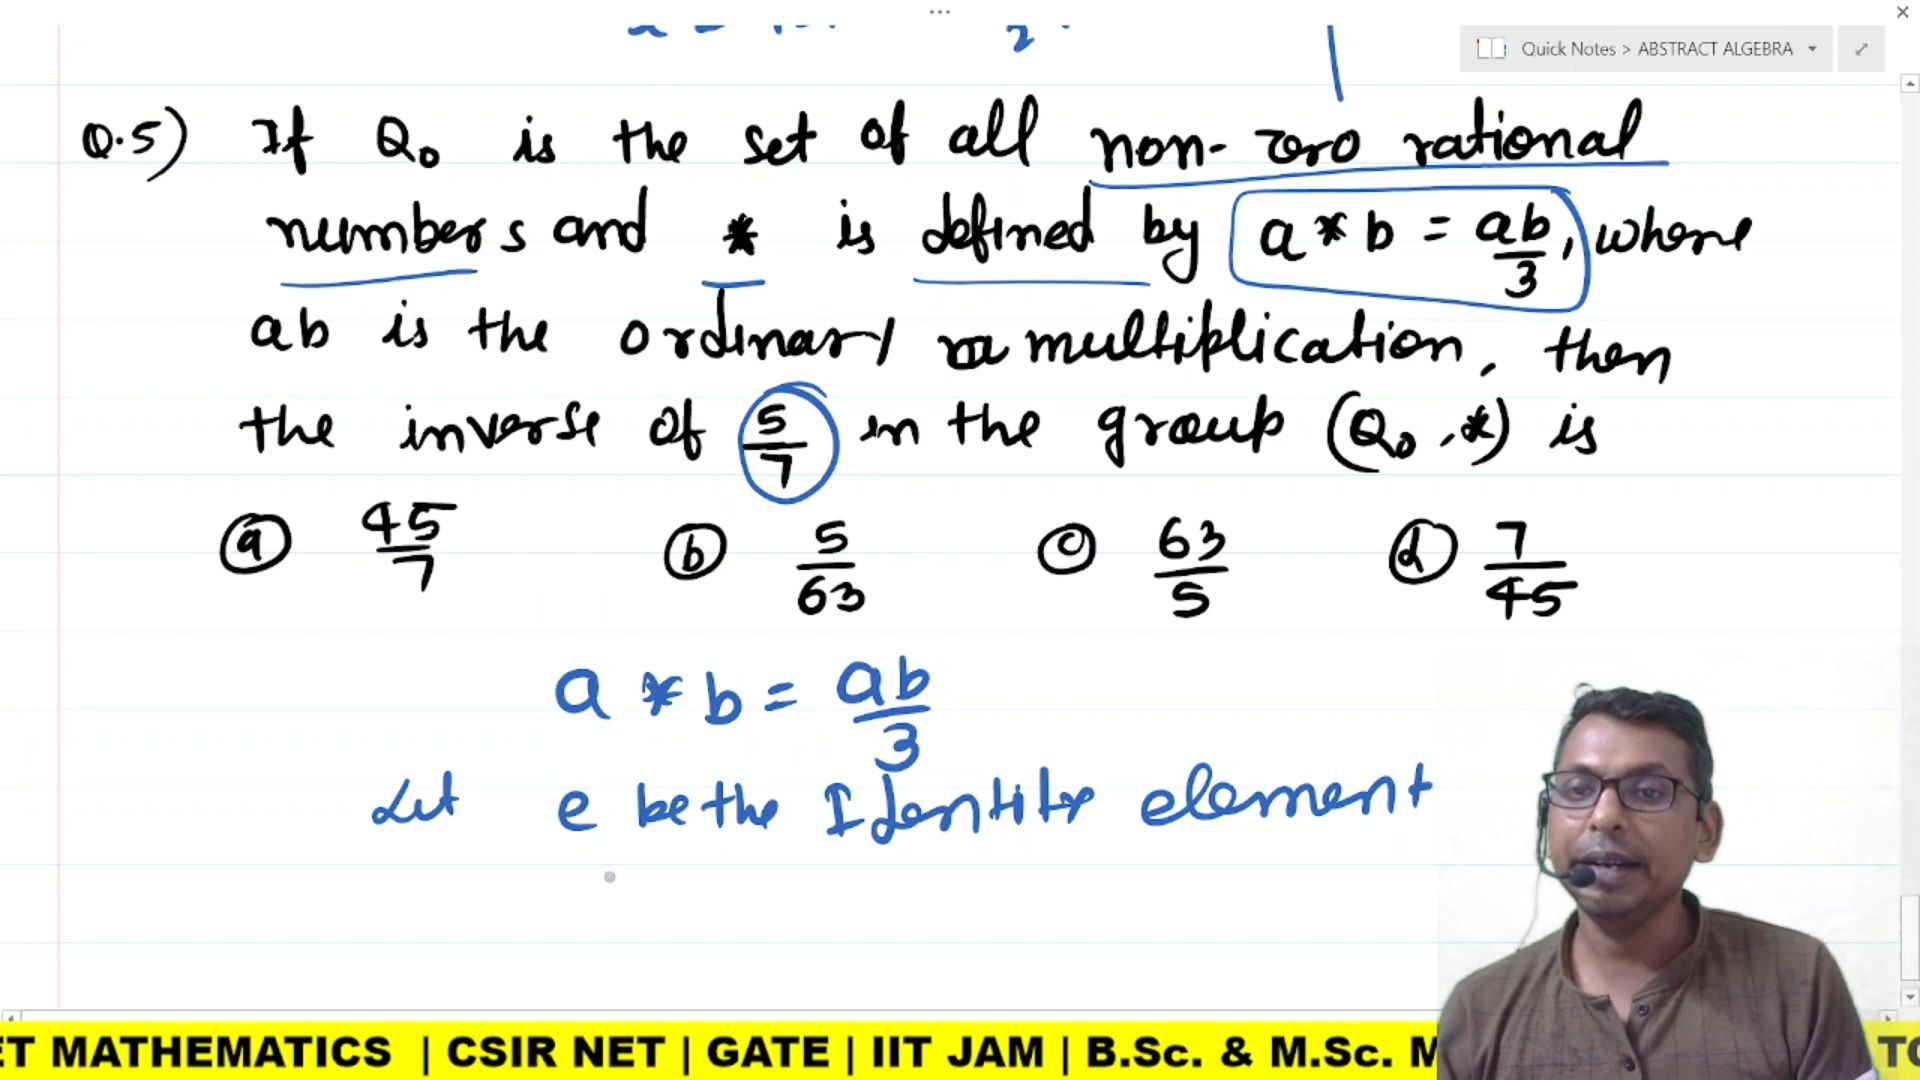 Quick Notes > ABSTRACT ALGEBRA
Q.5) If Q₀ is the set of all non-zero rational
numbers and * is defined by a * b = ab/3, where
ab is the ordinary multiplication, then
the inverse of 5/7 in the group (Q₀, *) is
(a) 45/7 (b) 5/63 (c) 63/5 (d) 7/45
a * b = ab/3
Let e be the Identity element
ET MATHEMATICS | CSIR NET | GATE | IIT JAM | B.Sc. & M.Sc. M